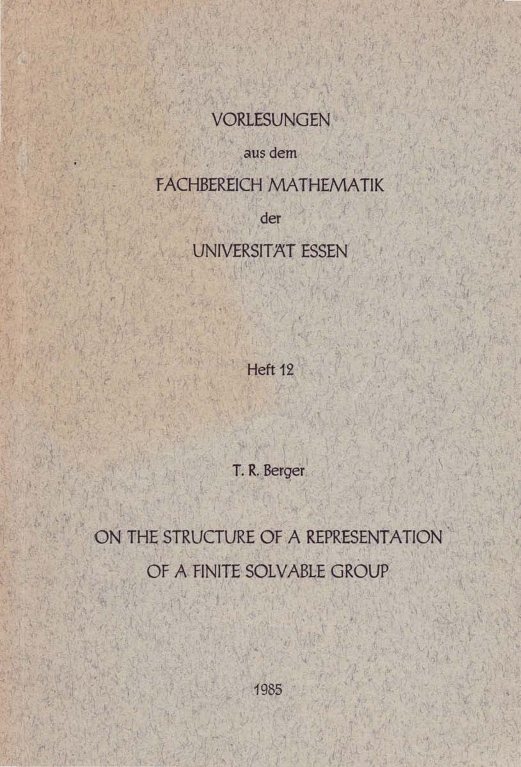 VORLESUNGEN
aus dem
FACHBEREICH MATHEMATIK
der
UNIVERSITÄT ESSEN
Heft 12
T. R. Berger
ON THE STRUCTURE OF A REPRESENTATION
OF A FINITE SOLVABLE GROUP
1985